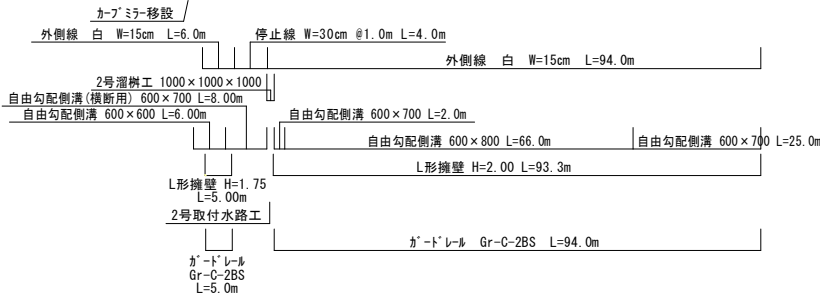 ｶｰﾌﾞﾐﾗｰ移設
外側線 白 W=15cm L=6.0m
停止線 W=30cm @1.0m L=4.0m
外側線 白 W=15cm L=94.0m
2号溜桝工 1000×1000×1000
自由勾配側溝(横断用) 600×700 L=8.00m
自由勾配側溝 600×600 L=6.00m
自由勾配側溝 600×700 L=2.0m
自由勾配側溝 600×800 L=66.0m
自由勾配側溝 600×700 L=25.0m
L形擁壁 H=2.00 L=93.3m
L形擁壁 H=1.75
L=5.00m
2号取付水路工
ｶﾞｰﾄﾞﾚｰﾙ Gr-C-2BS L=94.0m
ｶﾞｰﾄﾞﾚｰﾙ
Gr-C-2BS
L=5.0m